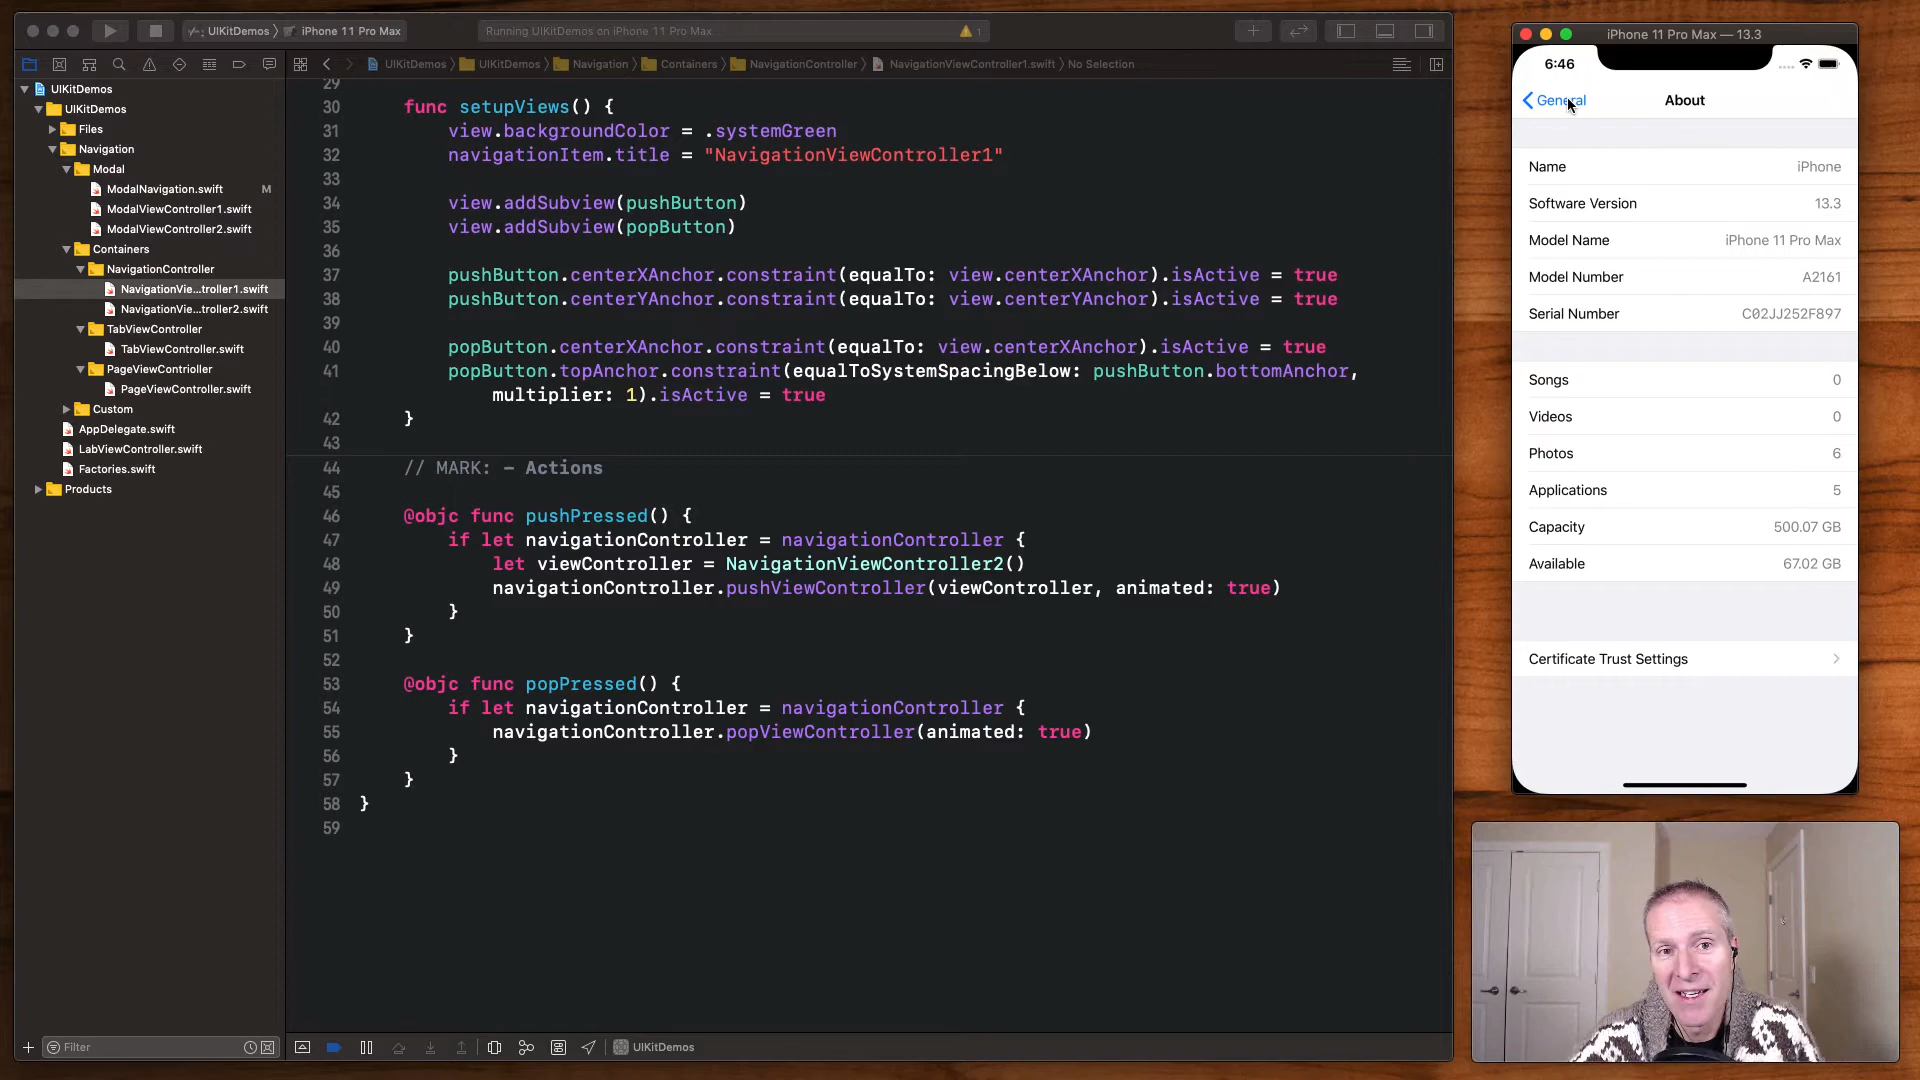 UIKitDemos
iPhone 11 Pro Max
Running UIKitDemos on iPhone 11 Pro Max...
1
UIKitDemos
UIKitDemos
Navigation
Containers
NavigationController
NavigationViewController1.swift
No Selection
UIKitDemos
UIKitDemos
Files
Navigation
Modal
ModalNavigation.swift
M
ModalViewController1.swift
ModalViewController2.swift
Containers
NavigationController
NavigationVie...troller1.swift
NavigationVie...troller2.swift
TabViewController
TabViewController.swift
PageViewContrioller
PageViewController.swift
Custom
AppDelegate.swift
LabViewController.swift
Factories.swift
Products
Filter
29
30 func setupViews() {
31 view.backgroundColor = .systemGreen
32 navigationItem.title = "NavigationViewController1"
33
34 view.addSubview(pushButton)
35 view.addSubview(popButton)
36
37 pushButton.centerXAnchor.constraint(equalTo: view.centerXAnchor).isActive = true
38 pushButton.centerYAnchor.constraint(equalTo: view.centerYAnchor).isActive = true
39
40 popButton.centerXAnchor.constraint(equalTo: view.centerXAnchor).isActive = true
41 popButton.topAnchor.constraint(equalToSystemSpacingBelow: pushButton.bottomAnchor,
multiplier: 1).isActive = true
42 }
43
44 // MARK: - Actions
45
46 @objc func pushPressed() {
47 if let navigationController = navigationController {
48 let viewController = NavigationViewController2()
49 navigationController.pushViewController(viewController, animated: true)
50 }
51 }
52
53 @objc func popPressed() {
54 if let navigationController = navigationController {
55 navigationController.popViewController(animated: true)
56 }
57 }
58 }
59
UIKitDemos
iPhone 11 Pro Max — 13.3
6:46
General
About
Name iPhone
Software Version 13.3
Model Name iPhone 11 Pro Max
Model Number A2161
Serial Number C02JJ252F897
Songs 0
Videos 0
Photos 6
Applications 5
Capacity 500.07 GB
Available 67.02 GB
Certificate Trust Settings